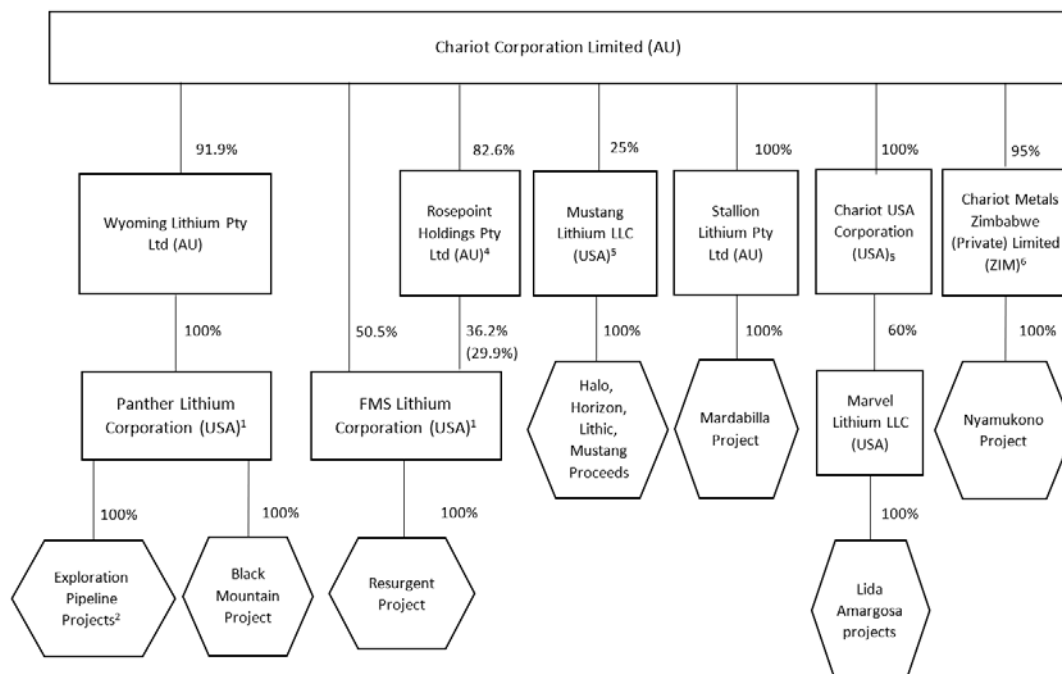 Chariot Corporation Limited (AU)
91.9%
82.6%
25%
100%
100%
95%
Wyoming Lithium Pty
Ltd (AU)
Rosepoint
Holdings Pty
Ltd (AU)⁴
Mustang
Lithium LLC
(USA)⁵
Stallion
Lithium Pty
Ltd (AU)
Chariot USA
Corporation
(USA)₅
Chariot Metals
Zimbabwe
(Private) Limited
(ZIM)⁶
100%
50.5%
36.2%
(29.9%)
100%
100%
60%
100%
Panther Lithium
Corporation (USA)¹
FMS Lithium
Corporation (USA)¹
Halo,
Horizon,
Lithic,
Mustang
Proceeds
Mardabilla
Project
Marvel
Lithium LLC
(USA)
Nyamukono
Project
100%
100%
100%
100%
Exploration
Pipeline
Projects²
Black
Mountain
Project
Resurgent
Project
Lida
Amargosa
projects